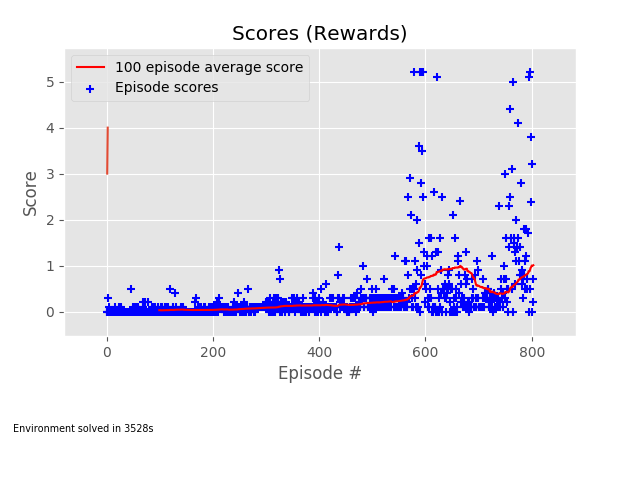 Scores (Rewards)
100 episode average score
Episode scores
5
4
3
2
1
0
Score
0 200 400 600 800
Episode #
Environment solved in 3528s